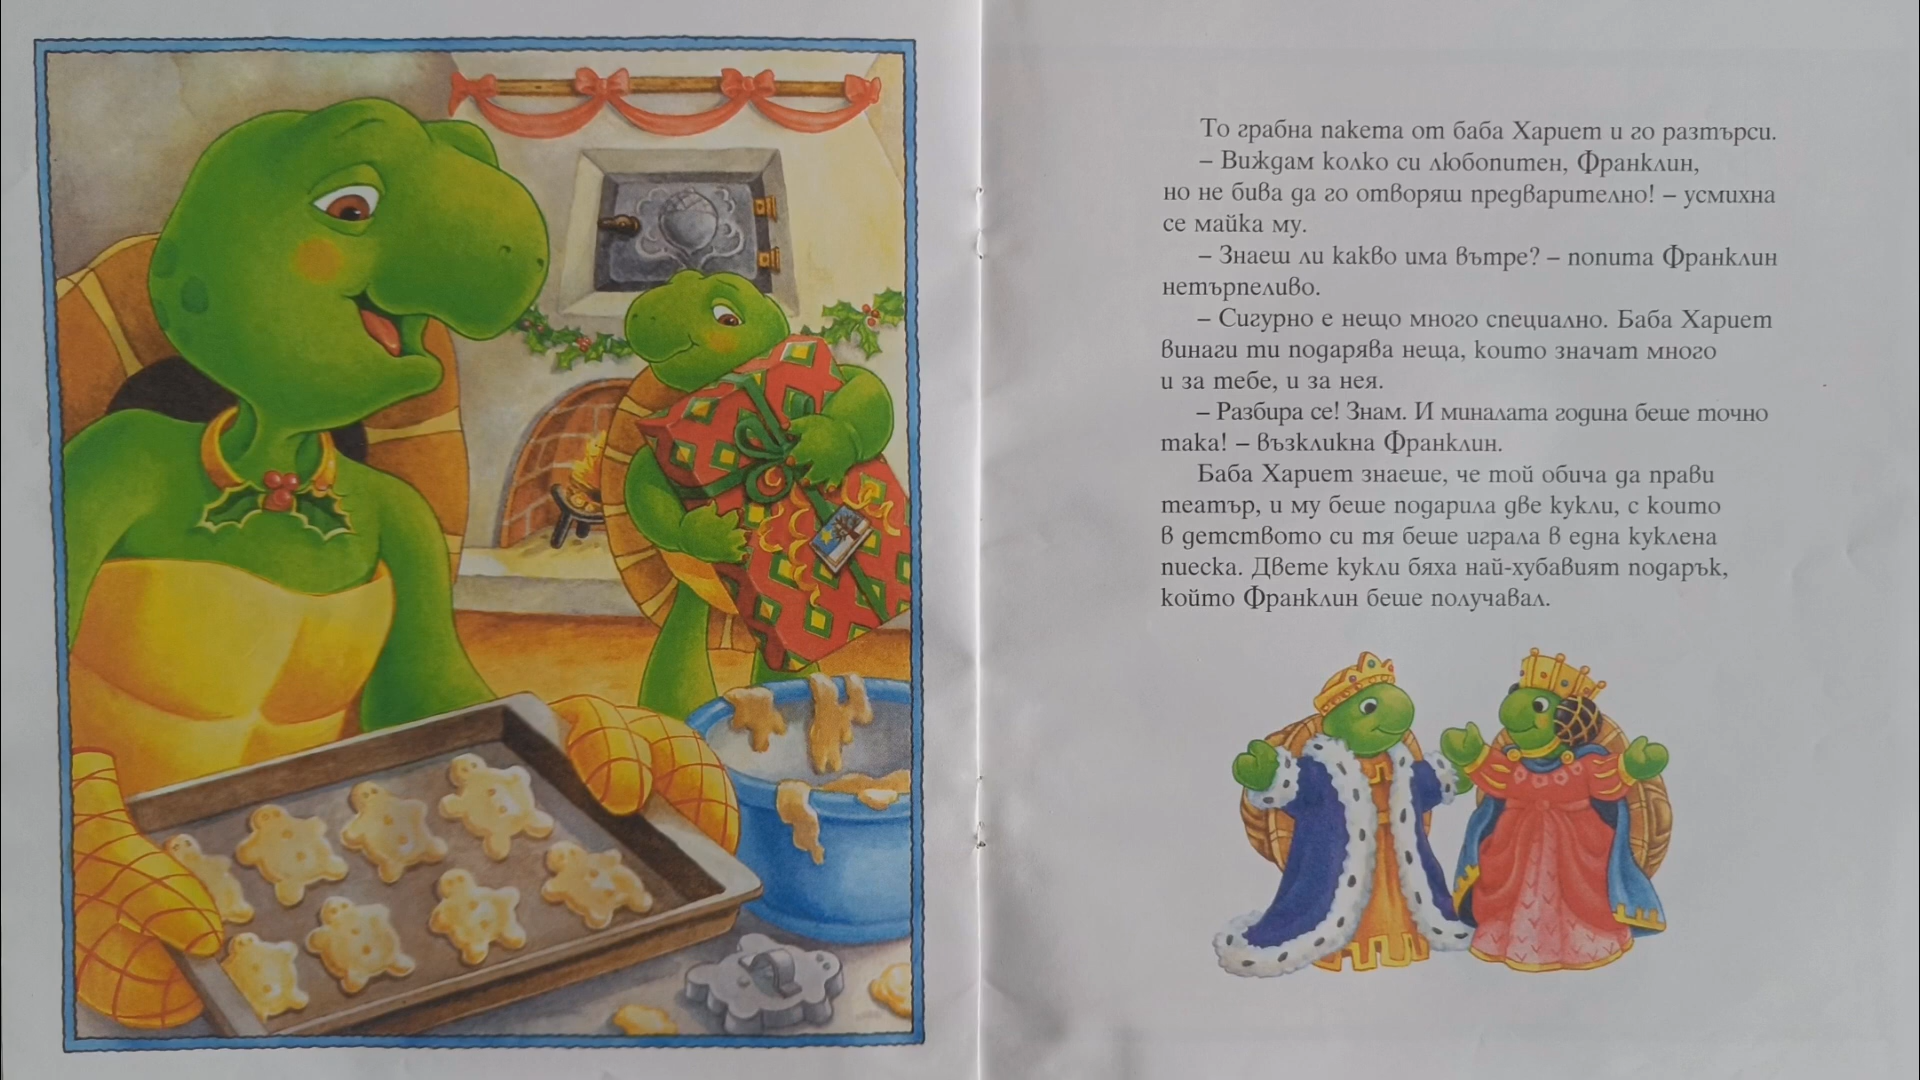 То грабна пакета от баба Хариет и го разтърси.
– Виждам колко си любопитен, Франклин,
но не бива да го отворяш предварително! – усмихна
се майка му.
– Знаеш ли какво има вътре? – попита Франклин
нетърпеливо.
– Сигурно е нещо много специално. Баба Хариет
винаги ти подарява неща, които значат много
и за тебе, и за нея.
– Разбира се! Знам. И миналата година беше точно
така! – възкликна Франклин.
Баба Хариет знаеше, че той обича да прави
театър, и му беше подарила две кукли, с които
в детството си тя беше играла в една куклена
пиеска. Двете кукли бяха най-хубавият подарък,
който Франклин беше получавал.